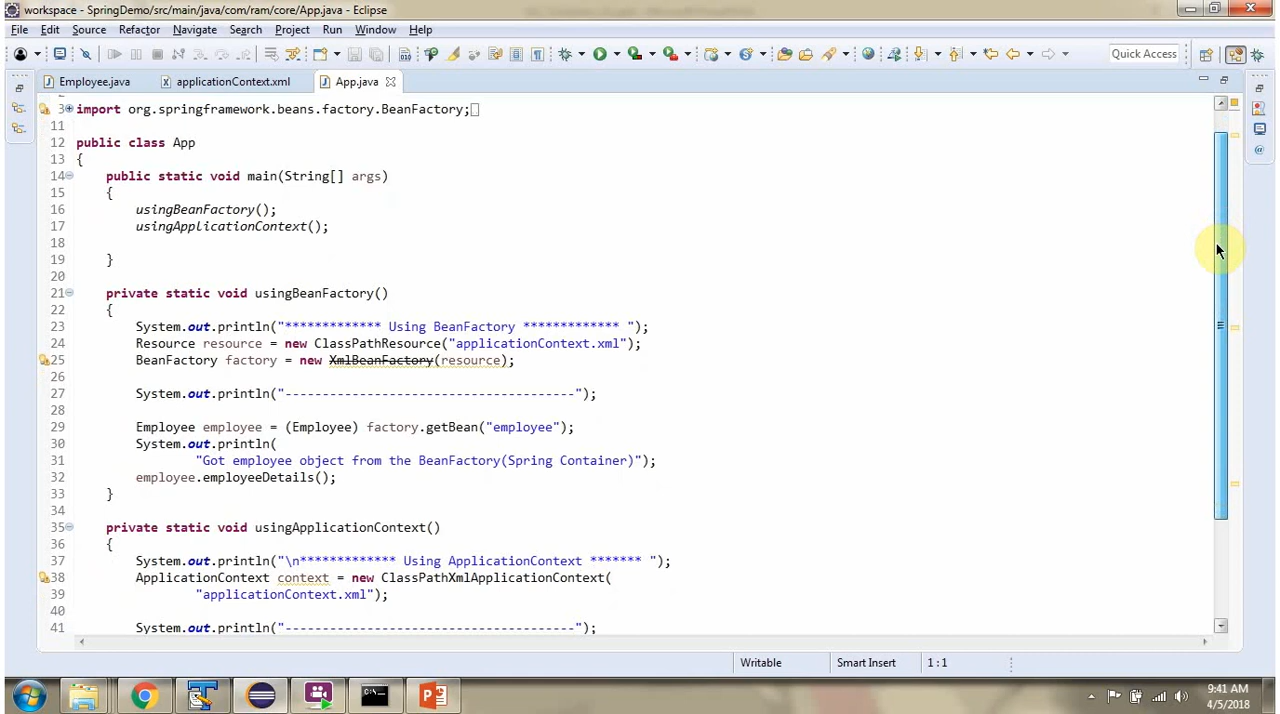 workspace - SpringDemo/src/main/java/com/ram/core/App.java - Eclipse
File Edit Source Refactor Navigate Search Project Run Window Help
Quick Access
Employee.java applicationContext.xml App.java
3 import org.springframework.beans.factory.BeanFactory;
11
12 public class App
13 {
14 public static void main(String[] args)
15 {
16 usingBeanFactory();
17 usingApplicationContext();
18
19 }
20
21 private static void usingBeanFactory()
22 {
23 System.out.println("************* Using BeanFactory ************* ");
24 Resource resource = new ClassPathResource("applicationContext.xml");
25 BeanFactory factory = new XmlBeanFactory(resource);
26
27 System.out.println("---------------------------------------");
28
29 Employee employee = (Employee) factory.getBean("employee");
30 System.out.println(
31 "Got employee object from the BeanFactory(Spring Container)");
32 employee.employeeDetails();
33 }
34
35 private static void usingApplicationContext()
36 {
37 System.out.println("\n************* Using ApplicationContext ******* ");
38 ApplicationContext context = new ClassPathXmlApplicationContext(
39 "applicationContext.xml");
40
41 System.out.println("---------------------------------------");
Writable Smart Insert 1 : 1
9:41 AM
4/5/2018